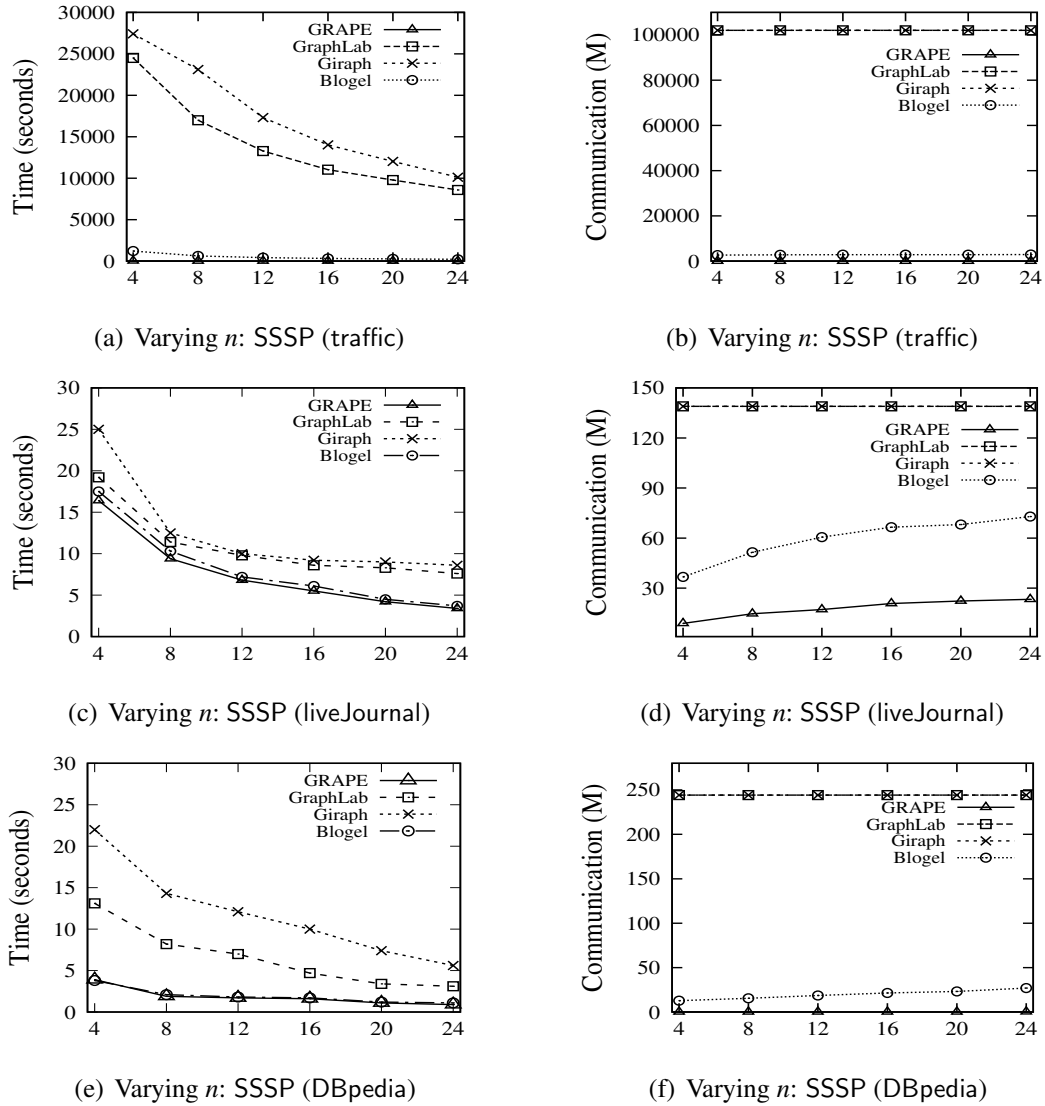 30000
25000
20000
15000
10000
5000
0
4 8 12 16 20 24
Time (seconds)
GRAPE
GraphLab
Giraph
Blogel
(a) Varying n: SSSP (traffic)
100000
80000
60000
40000
20000
0
4 8 12 16 20 24
Communication (M)
GRAPE
GraphLab
Giraph
Blogel
(b) Varying n: SSSP (traffic)
30
25
20
15
10
5
0
4 8 12 16 20 24
Time (seconds)
GRAPE
GraphLab
Giraph
Blogel
(c) Varying n: SSSP (liveJournal)
150
120
90
60
30
4 8 12 16 20 24
Communication (M)
GRAPE
GraphLab
Giraph
Blogel
(d) Varying n: SSSP (liveJournal)
30
25
20
15
10
5
0
4 8 12 16 20 24
Time (seconds)
GRAPE
GraphLab
Giraph
Blogel
(e) Varying n: SSSP (DBpedia)
250
200
150
100
50
0
4 8 12 16 20 24
Communication (M)
GRAPE
GraphLab
Giraph
Blogel
(f) Varying n: SSSP (DBpedia)